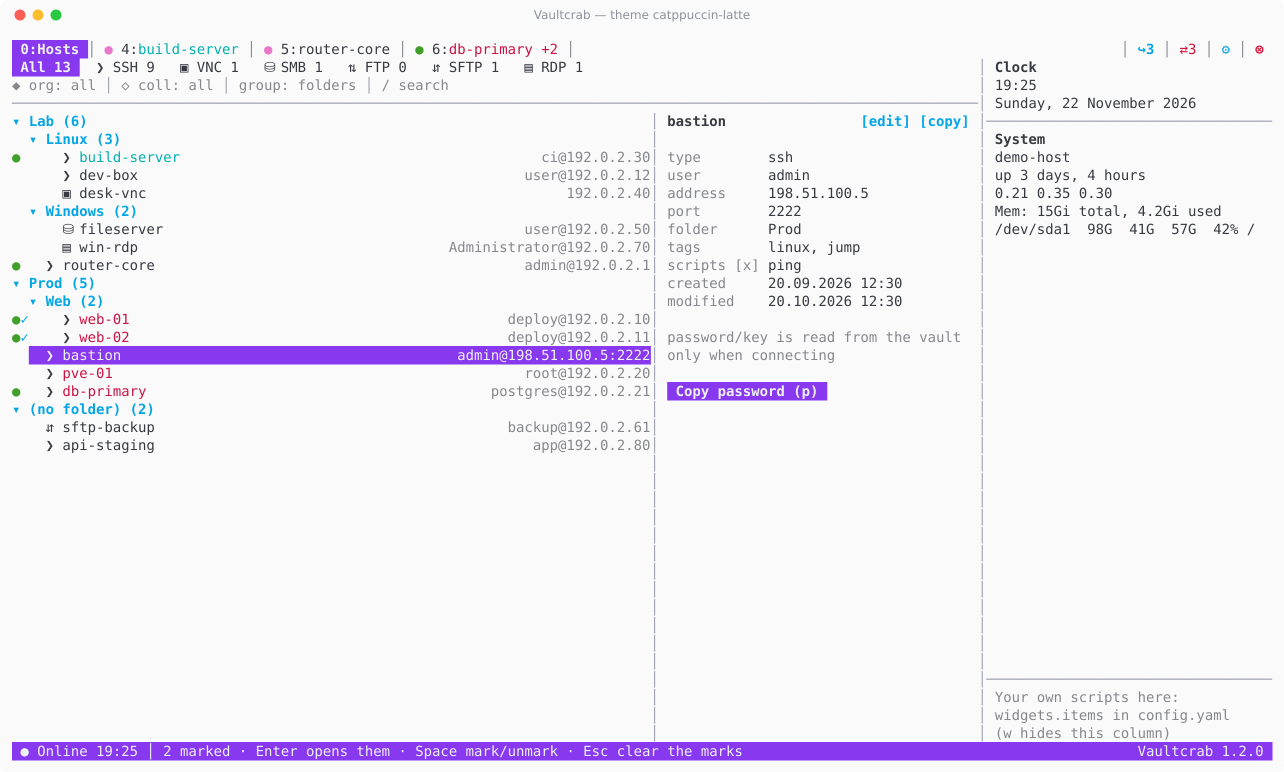 Vaultcrab — theme catppuccin-latte
0:Hosts │ ● 4:build-server │ ● 5:router-core │ ● 6:db-primary +2 │ │ ↪3 │ ⇄3 │ ⚙ │ ⊗
All 13 ❯ SSH 9 ▣ VNC 1 ⛁ SMB 1 ⇅ FTP 0 ⇵ SFTP 1 ▤ RDP 1
◆ org: all │ ◇ coll: all │ group: folders │ / search
▾ Lab (6)
▾ Linux (3)
● ❯ build-server ci@192.0.2.30
❯ dev-box user@192.0.2.12
▣ desk-vnc 192.0.2.40
▾ Windows (2)
⛁ fileserver user@192.0.2.50
▤ win-rdp Administrator@192.0.2.70
● ❯ router-core admin@192.0.2.1
▾ Prod (5)
▾ Web (2)
●✓ ❯ web-01 deploy@192.0.2.10
●✓ ❯ web-02 deploy@192.0.2.11
❯ bastion admin@198.51.100.5:2222
❯ pve-01 root@192.0.2.20
● ❯ db-primary postgres@192.0.2.21
▾ (no folder) (2)
⇵ sftp-backup backup@192.0.2.61
❯ api-staging app@192.0.2.80
bastion [edit] [copy]
type ssh
user admin
address 198.51.100.5
port 2222
folder Prod
tags linux, jump
scripts [x] ping
created 20.09.2026 12:30
modified 20.10.2026 12:30
password/key is read from the vault
only when connecting
Copy password (p)
Clock
19:25
Sunday, 22 November 2026
System
demo-host
up 3 days, 4 hours
0.21 0.35 0.30
Mem: 15Gi total, 4.2Gi used
/dev/sda1 98G 41G 57G 42% /
Your own scripts here:
widgets.items in config.yaml
(w hides this column)
● Online 19:25 │ 2 marked · Enter opens them · Space mark/unmark · Esc clear the marks Vaultcrab 1.2.0